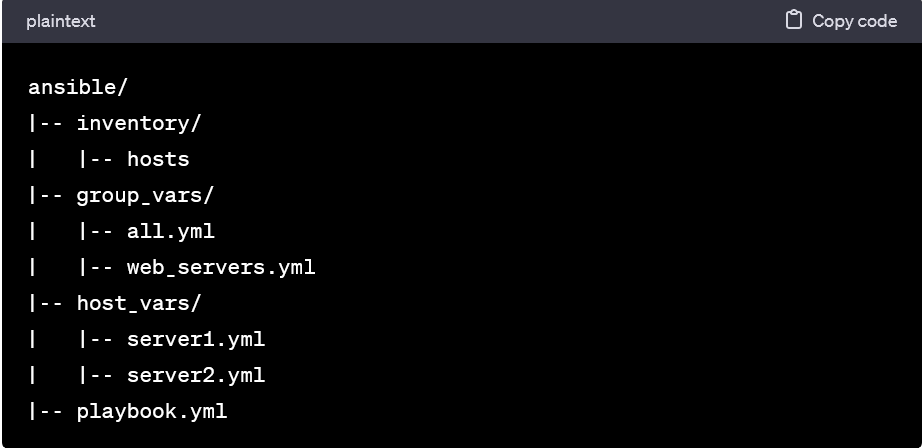 plaintext Copy code
ansible/
|-- inventory/
|   |-- hosts
|-- group_vars/
|   |-- all.yml
|   |-- web_servers.yml
|-- host_vars/
|   |-- server1.yml
|   |-- server2.yml
|-- playbook.yml